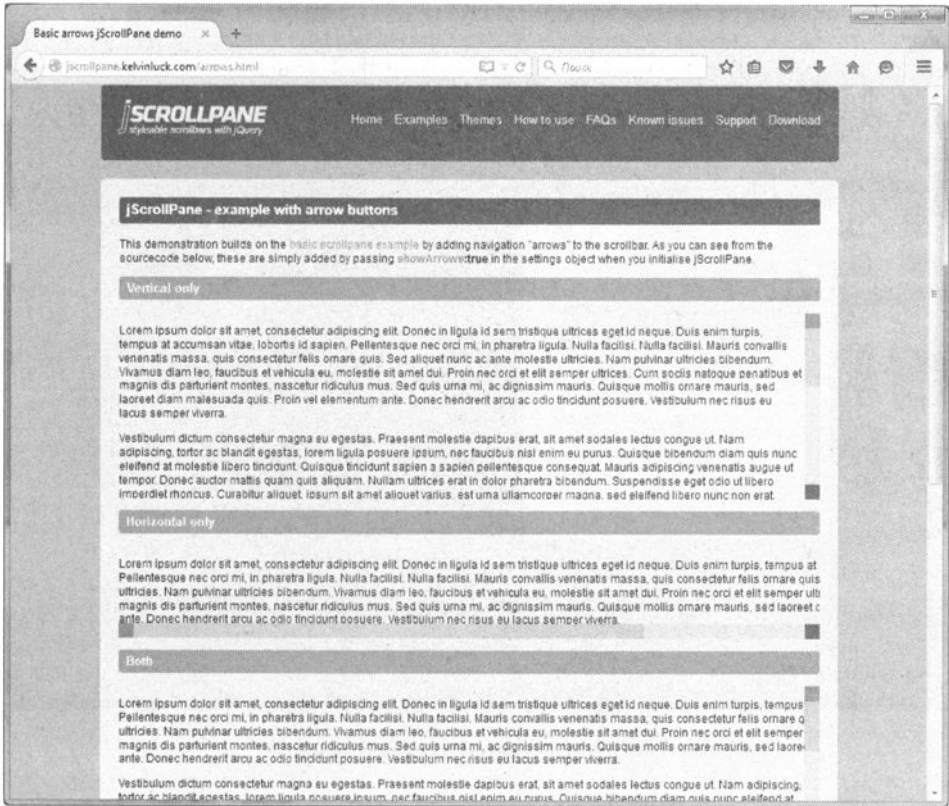 Basic arrows jScrollPane demo × +
jscrollpane.kelvinluck.com/arrows.html Поиск
jSCROLLPANE
styleable scrollbars with jQuery
Home Examples Themes How to use FAQs Known issues Support Download
jScrollPane - example with arrow buttons
This demonstration builds on the basic scrollpane example by adding navigation "arrows" to the scrollbar. As you can see from the
sourcecode below, these are simply added by passing showArrows:true in the settings object when you initialise jScrollPane.
Vertical only
Lorem ipsum dolor sit amet, consectetur adipiscing elit. Donec in ligula id sem tristique ultrices eget id neque. Duis enim turpis,
tempus at accumsan vitae, lobortis id sapien. Pellentesque nec orci mi, in pharetra ligula. Nulla facilisi. Nulla facilisi. Mauris convallis
venenatis massa, quis consectetur felis ornare quis. Sed aliquet nunc ac ante molestie ultricies. Nam pulvinar ultricies bibendum.
Vivamus diam leo, faucibus et vehicula eu, molestie sit amet dui. Proin nec orci et elit semper ultrices. Cum sociis natoque penatibus et
magnis dis parturient montes, nascetur ridiculus mus. Sed quis urna mi, ac dignissim mauris. Quisque mollis ornare mauris, sed
laoreet diam malesuada quis. Proin vel elementum ante. Donec hendrerit arcu ac odio tincidunt posuere. Vestibulum nec risus eu
lacus semper viverra.
Vestibulum dictum consectetur magna eu egestas. Praesent molestie dapibus erat, sit amet sodales lectus congue ut. Nam
adipiscing, tortor ac blandit egestas, lorem ligula posuere ipsum, nec faucibus nisl enim eu purus. Quisque bibendum diam quis nunc
eleifend at molestie libero tincidunt. Quisque tincidunt sapien a sapien pellentesque consequat. Mauris adipiscing venenatis augue ut
tempor. Donec auctor mattis quam quis aliquam. Nullam ultrices erat in dolor pharetra bibendum. Suspendisse eget odio ut libero
imperdiet rhoncus. Curabitur aliquet, ipsum sit amet aliquet varius, est urna ullamcorper magna, sed eleifend libero nunc non erat.
Horizontal only
Lorem ipsum dolor sit amet, consectetur adipiscing elit. Donec in ligula id sem tristique ultrices eget id neque. Duis enim turpis, tempus at
Pellentesque nec orci mi, in pharetra ligula. Nulla facilisi. Nulla facilisi. Mauris convallis venenatis massa, quis consectetur felis ornare quis
ultricies. Nam pulvinar ultricies bibendum. Vivamus diam leo, faucibus et vehicula eu, molestie sit amet dui. Proin nec orci et elit semper ultr
magnis dis parturient montes, nascetur ridiculus mus. Sed quis urna mi, ac dignissim mauris. Quisque mollis ornare mauris, sed laoreet c
ante. Donec hendrerit arcu ac odio tincidunt posuere. Vestibulum nec risus eu lacus semper viverra.
Both
Lorem ipsum dolor sit amet, consectetur adipiscing elit. Donec in ligula id sem tristique ultrices eget id neque. Duis enim turpis, tempus
Pellentesque nec orci mi, in pharetra ligula. Nulla facilisi. Nulla facilisi. Mauris convallis venenatis massa, quis consectetur felis ornare q
ultricies. Nam pulvinar ultricies bibendum. Vivamus diam leo, faucibus et vehicula eu, molestie sit amet dui. Proin nec orci et elit semper
magnis dis parturient montes, nascetur ridiculus mus. Sed quis urna mi, ac dignissim mauris. Quisque mollis ornare mauris, sed laoree
ante. Donec hendrerit arcu ac odio tincidunt posuere. Vestibulum nec risus eu lacus semper viverra.
Vestibulum dictum consectetur magna eu egestas. Praesent molestie dapibus erat, sit amet sodales lectus congue ut. Nam adipiscing,
tortor ac blandit egestas, lorem ligula posuere ipsum, nec faucibus nisl enim eu purus. Quisque bibendum diam quis nunc eleifend at